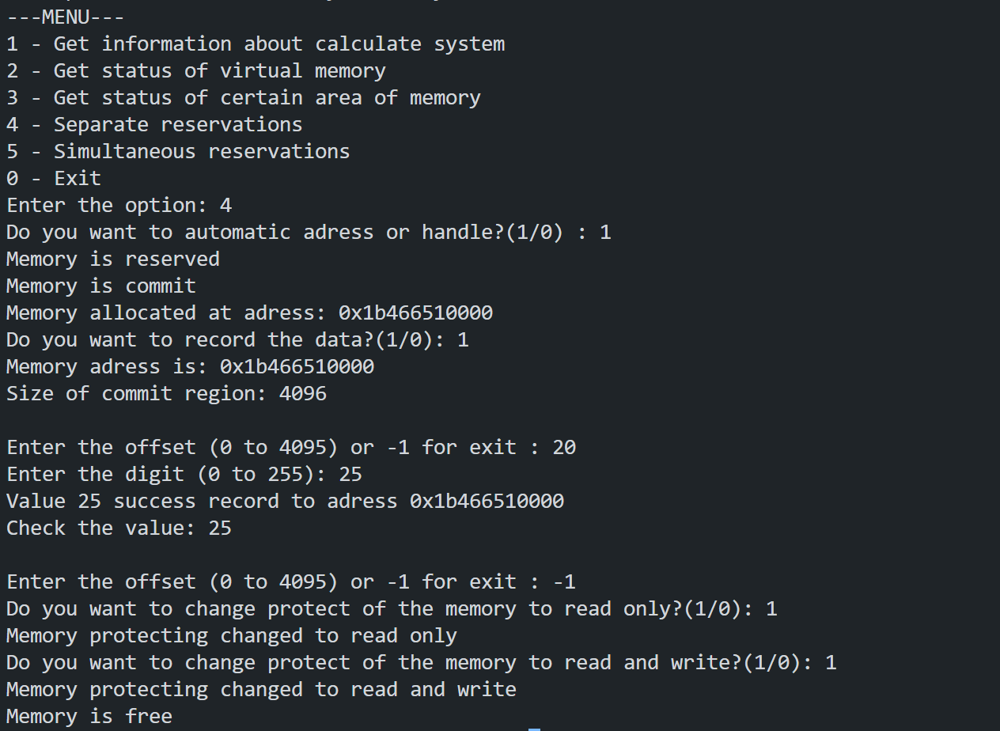 ---MENU---
1 - Get information about calculate system
2 - Get status of virtual memory
3 - Get status of certain area of memory
4 - Separate reservations
5 - Simultaneous reservations
0 - Exit
Enter the option: 4
Do you want to automatic adress or handle?(1/0) : 1
Memory is reserved
Memory is commit
Memory allocated at adress: 0x1b466510000
Do you want to record the data?(1/0): 1
Memory adress is: 0x1b466510000
Size of commit region: 4096
Enter the offset (0 to 4095) or -1 for exit : 20
Enter the digit (0 to 255): 25
Value 25 success record to adress 0x1b466510000
Check the value: 25
Enter the offset (0 to 4095) or -1 for exit : -1
Do you want to change protect of the memory to read only?(1/0): 1
Memory protecting changed to read only
Do you want to change protect of the memory to read and write?(1/0): 1
Memory protecting changed to read and write
Memory is free